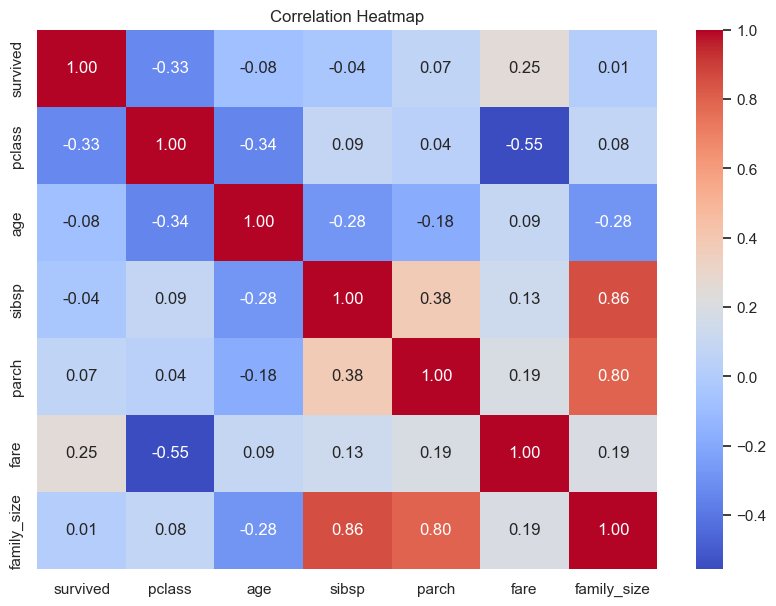 Correlation Heatmap
survived 1.00 -0.33 -0.08 -0.04 0.07 0.25 0.01
pclass -0.33 1.00 -0.34 0.09 0.04 -0.55 0.08
age -0.08 -0.34 1.00 -0.28 -0.18 0.09 -0.28
sibsp -0.04 0.09 -0.28 1.00 0.38 0.13 0.86
parch 0.07 0.04 -0.18 0.38 1.00 0.19 0.80
fare 0.25 -0.55 0.09 0.13 0.19 1.00 0.19
family_size 0.01 0.08 -0.28 0.86 0.80 0.19 1.00
survived pclass age sibsp parch fare family_size
1.0
0.8
0.6
0.4
0.2
0.0
−0.2
−0.4